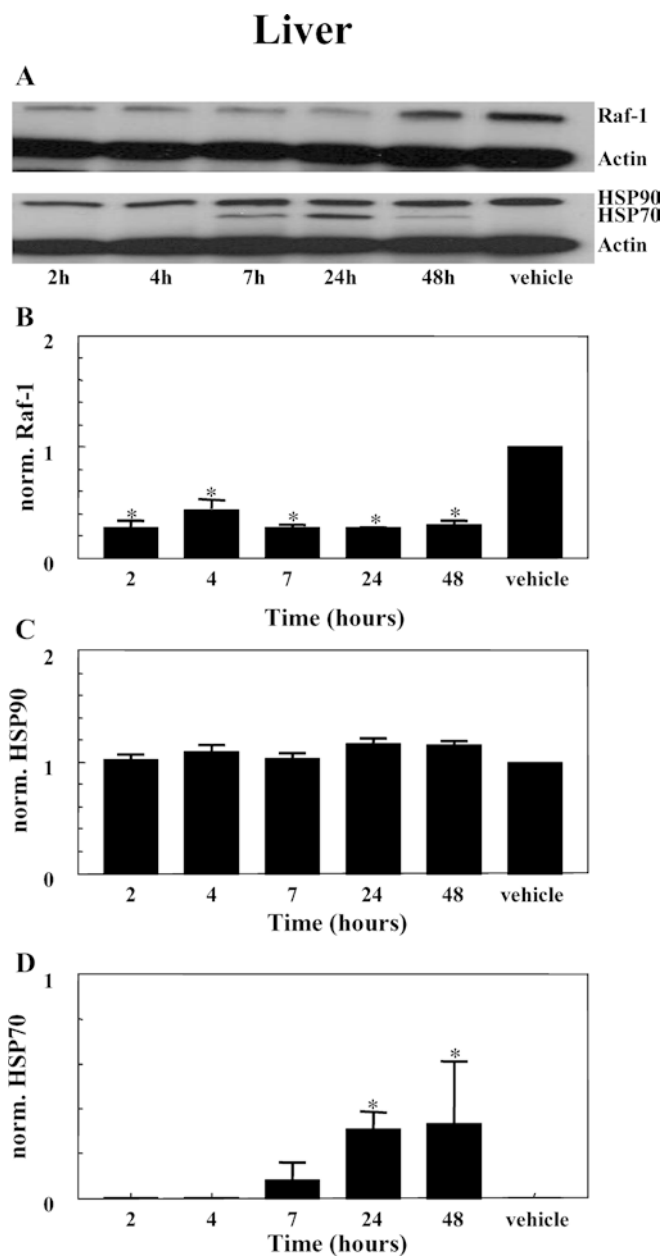 Liver
A
Raf-1
Actin
HSP90
HSP70
Actin
2h 4h 7h 24h 48h vehicle
B
2
norm. Raf-1
1
* * * * *
0
2 4 7 24 48 vehicle
Time (hours)
C
2
norm. HSP90
1
0
2 4 7 24 48 vehicle
Time (hours)
D
1
norm. HSP70
* *
0
2 4 7 24 48 vehicle
Time (hours)